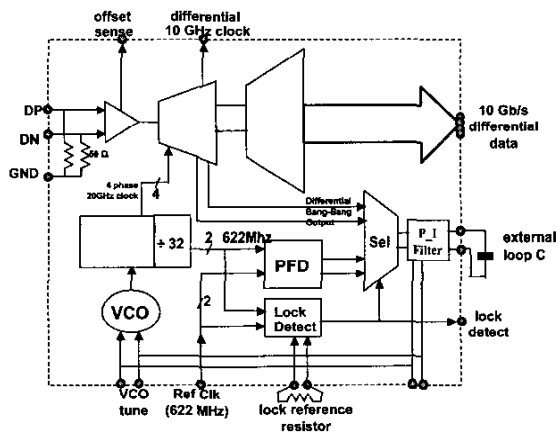 offset
sense
differential
10 GHz clock
DP
DN
50 Ω
GND
4 phase
20GHz clock
4
10 Gb/s
differential
data
Differential
Bang-Bang
Output
÷ 32
2
622Mhz
PFD
Sel
P_I
Filter
external
loop C
VCO
2
Lock
Detect
lock
detect
VCO
tune
Ref Clk
(622 MHz)
lock reference
resistor